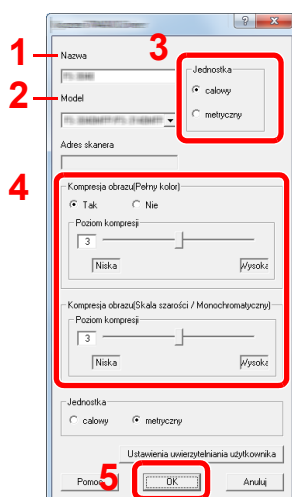 1 Nazwa
3
Jednostka
calowy
metryczny
2 Model
Adres skanera
4
Kompresja obrazu(Pełny kolor)
Tak Nie
Poziom kompresji
3
Niska Wysoka
Kompresja obrazu(Skala szarości / Monochromatyczny)
Poziom kompresji
3
Niska Wysoka
Jednostka
calowy metryczny
Ustawienia uwierzytelniania użytkownika
5
Pomoc OK Anuluj